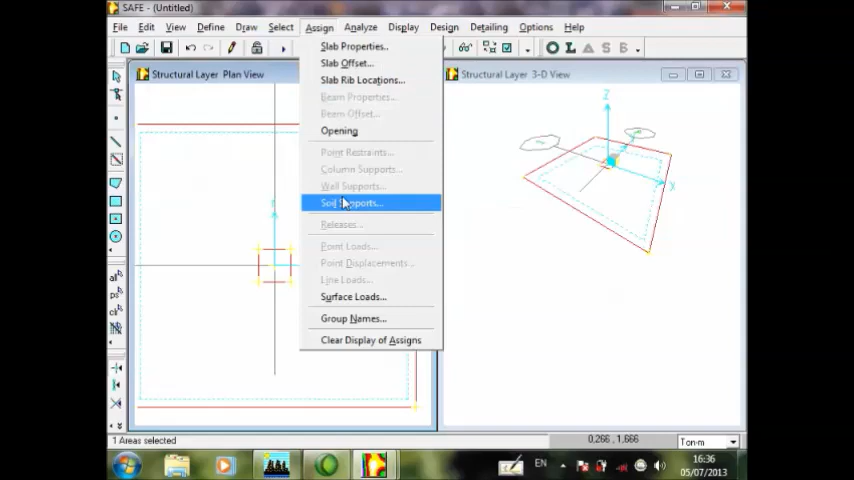 SAFE - (Untitled)
File Edit View Define Draw Select Assign Analyze Display Design Detailing Options Help
Structural Layer Plan View
Structural Layer 3-D View
Slab Properties..
Slab Offset...
Slab Rib Locations...
Beam Properties...
Beam Offset...
Opening
Point Restraints...
Column Supports...
Wall Supports...
Soil Supports...
Releases...
Point Loads...
Point Displacements...
Line Loads...
Surface Loads...
Group Names...
Clear Display of Assigns
Z
X
all
ps
clr
1 Areas selected
0.266 , 1.666
Ton-m
EN
16:36
05/07/2013